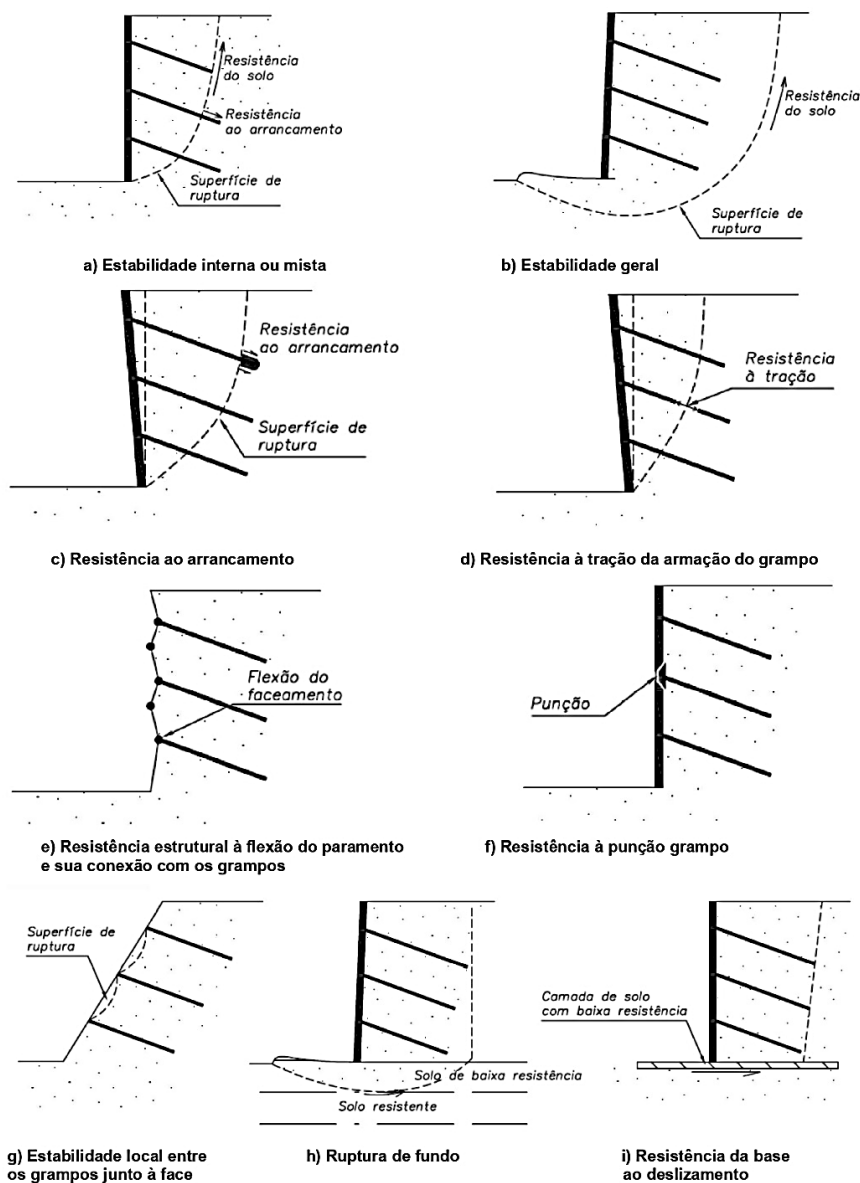 Resistência
do solo
Resistência
ao arrancamento
Superfície de
ruptura
a) Estabilidade interna ou mista
Resistência
do solo
Superfície de
ruptura
b) Estabilidade geral
Resistência
ao arrancamento
Superfície de
ruptura
c) Resistência ao arrancamento
Resistência
à tração
d) Resistência à tração da armação do grampo
Flexão do
faceamento
e) Resistência estrutural à flexão do paramento
e sua conexão com os grampos
Punção
f) Resistência à punção grampo
Superfície de
ruptura
g) Estabilidade local entre
os grampos junto à face
Solo de baixa resistência
Solo resistente
h) Ruptura de fundo
Camada de solo
com baixa resistência
i) Resistência da base
ao deslizamento